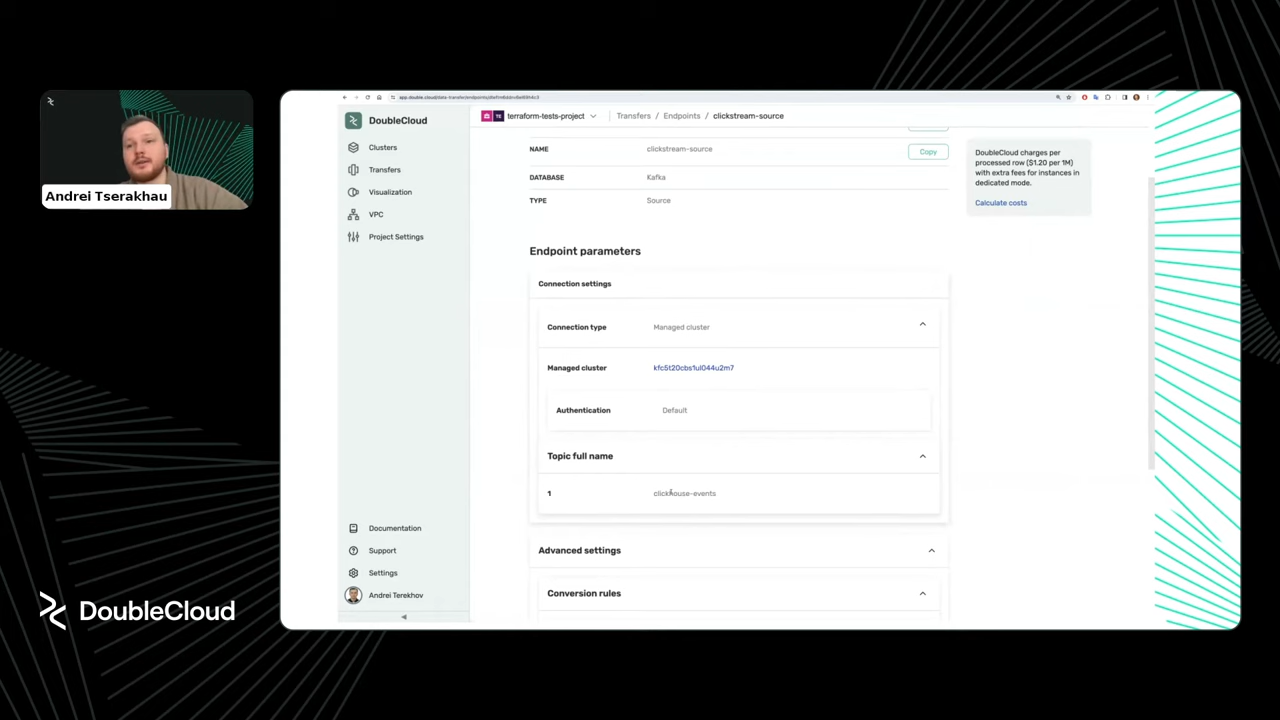 Andrei Tserakhau
DoubleCloud
DoubleCloud
Clusters
Transfers
Visualization
VPC
Project Settings
Documentation
Support
Settings
Andrei Terekhov
TE
terraform-tests-project
Transfers / Endpoints / clickstream-source
NAME clickstream-source Copy
DATABASE Kafka
TYPE Source
Endpoint parameters
Connection settings
Connection type Managed cluster
Managed cluster kfc5t20cbs1ul044u2m7
Authentication Default
Topic full name
1 clickhouse-events
Advanced settings
Conversion rules
DoubleCloud charges per
processed row ($1.20 per 1M)
with extra fees for instances in
dedicated mode.
Calculate costs